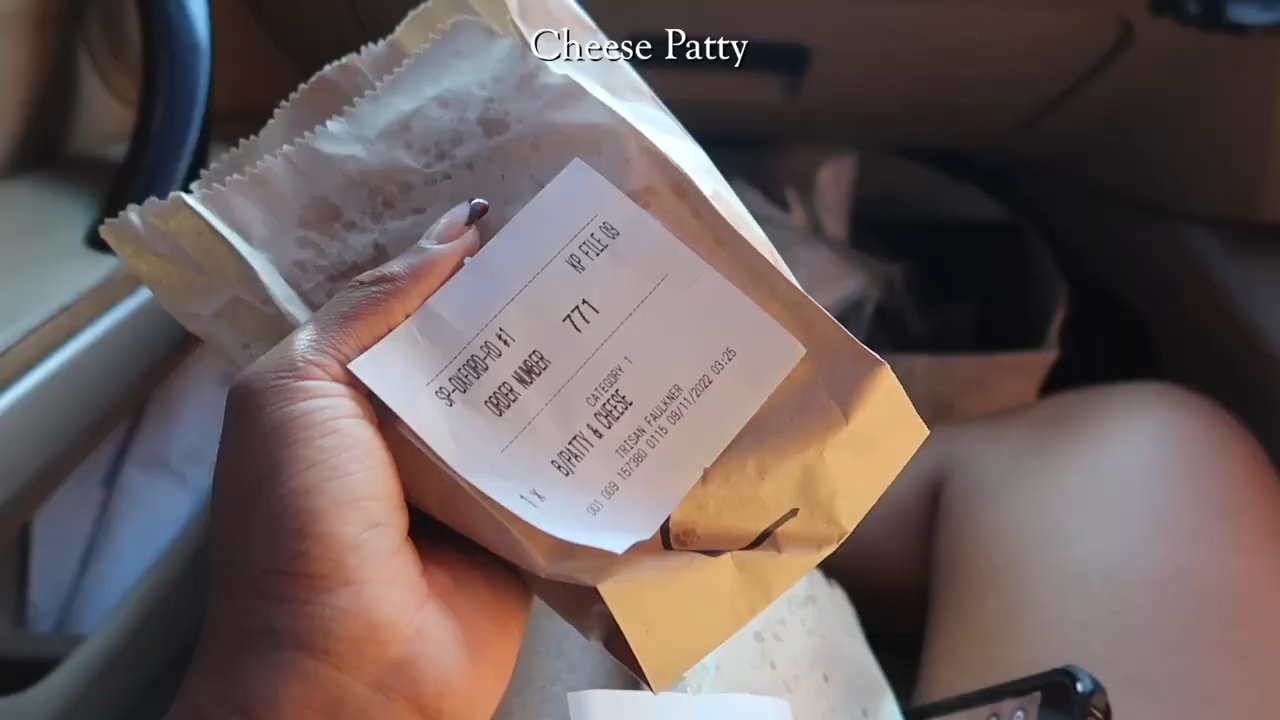 Cheese Patty
KP FILE 09
SP-OXFORD-RD #1
ORDER NUMBER 771
CATEGORY 1
1 x B/PATTY & CHEESE
TRISAN FAULKNER
001 009 157380 0115 09/11/2022 03:25